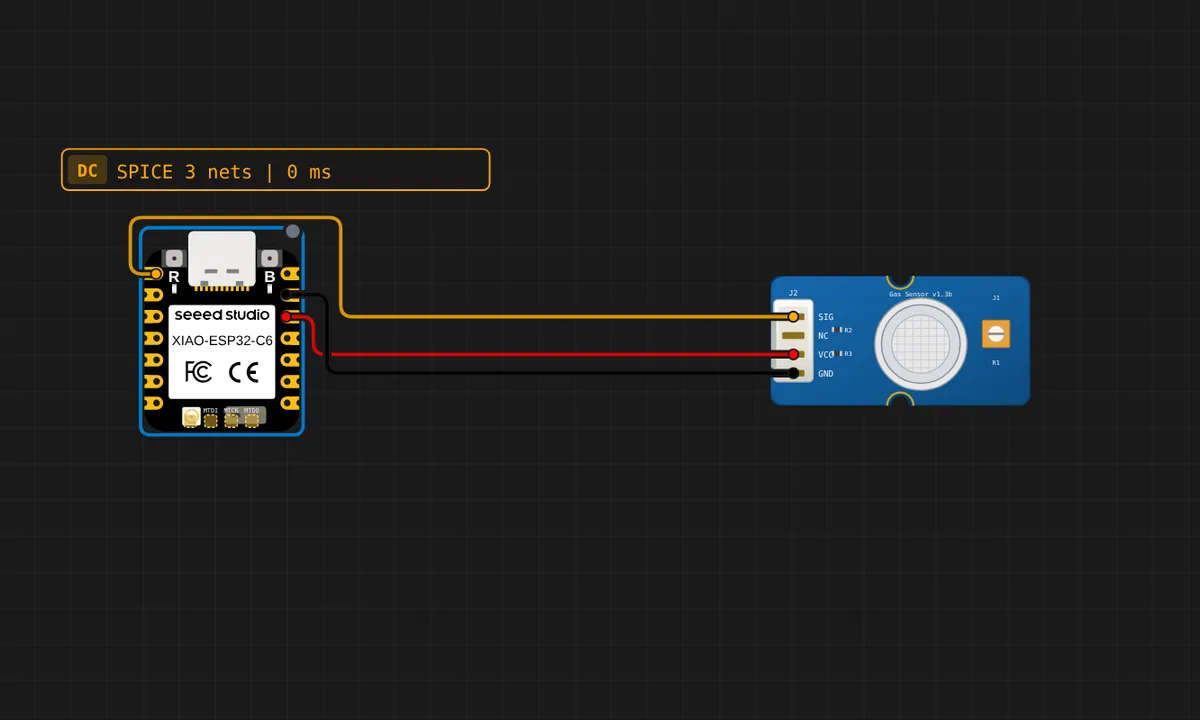 DC SPICE 3 nets | 0 ms
R
B
seeed studio
XIAO-ESP32-C6
FC CE
MTDI MTCK MTDO
J2
Gas Sensor v1.3b
J1
SIG
NC
R2
VCC
R3
GND
R1